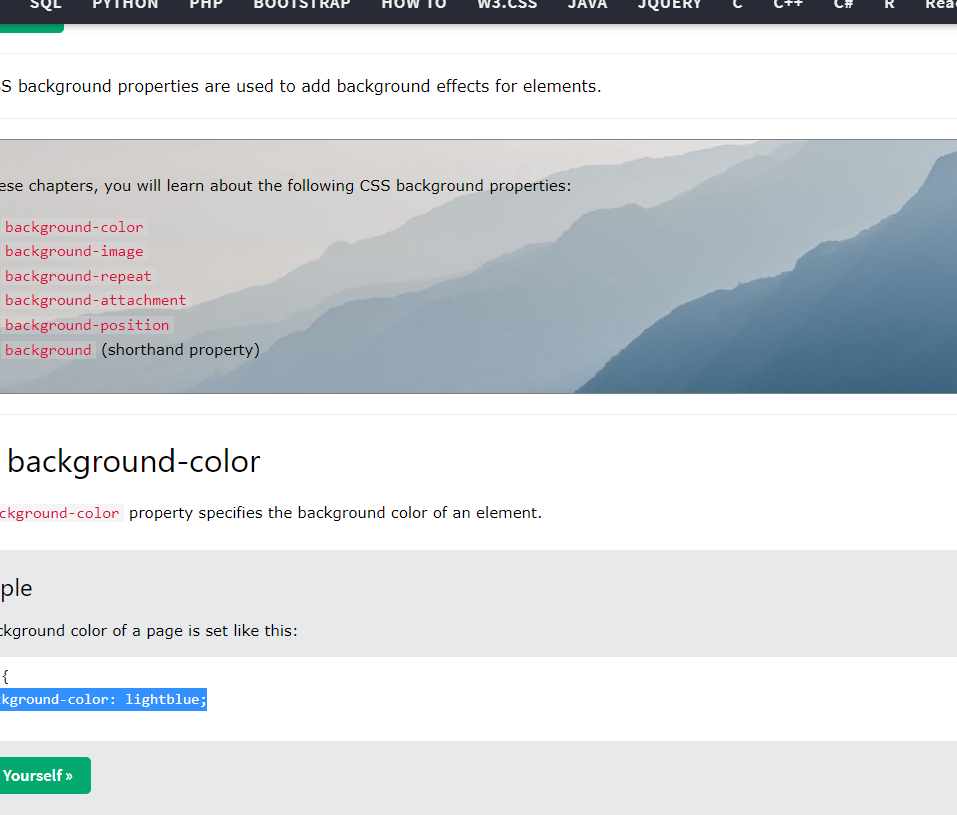 SQL PYTHON PHP BOOTSTRAP HOW TO W3.CSS JAVA JQUERY C C++ C# R Rea
S background properties are used to add background effects for elements.
ese chapters, you will learn about the following CSS background properties:
background-color
background-image
background-repeat
background-attachment
background-position
background (shorthand property)
background-color
ckground-color property specifies the background color of an element.
ple
ckground color of a page is set like this:
{
kground-color: lightblue;
Yourself »